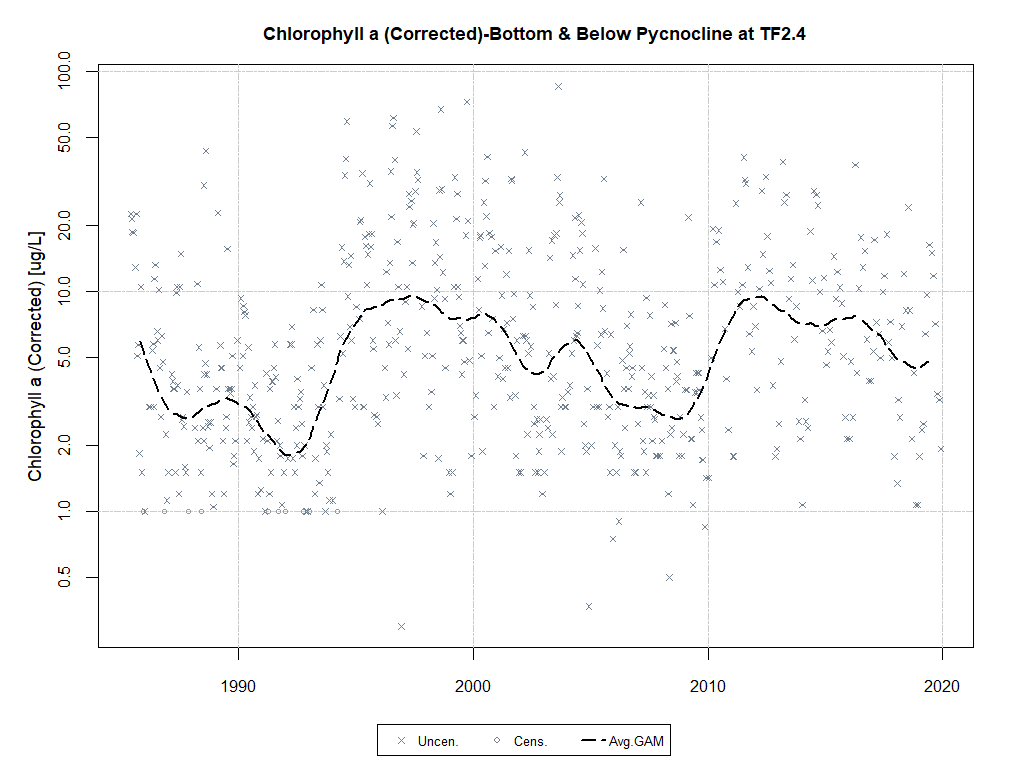 Chlorophyll a (Corrected)-Bottom & Below Pycnocline at TF2.4
Chlorophyll a (Corrected) [ug/L]
100.0
50.0
20.0
10.0
5.0
2.0
1.0
0.5
1990 2000 2010 2020
Uncen. Cens. Avg.GAM